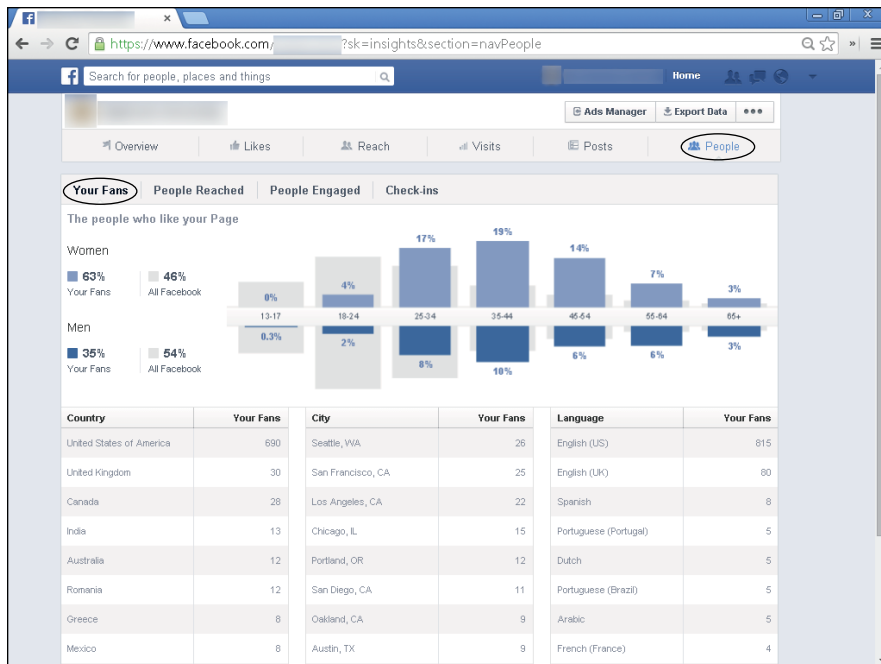 https://www.facebook.com/ ?sk=insights&section=navPeople
Search for people, places and things
Home
Ads Manager Export Data
Overview Likes Reach Visits Posts People
Your Fans People Reached People Engaged Check-ins
The people who like your Page
Women
63% 46%
Your Fans All Facebook
Men
35% 54%
Your Fans All Facebook
0% 4% 17% 19% 14% 7% 3%
13-17 18-24 25-34 35-44 45-54 55-64 65+
0.3% 2% 8% 10% 6% 6% 3%
Country Your Fans City Your Fans Language Your Fans
United States of America 690 Seattle, WA 26 English (US) 815
United Kingdom 30 San Francisco, CA 25 English (UK) 80
Canada 28 Los Angeles, CA 22 Spanish 8
India 13 Chicago, IL 15 Portuguese (Portugal) 5
Australia 12 Portland, OR 12 Dutch 5
Romania 12 San Diego, CA 11 Portuguese (Brazil) 5
Greece 8 Oakland, CA 9 Arabic 5
Mexico 8 Austin, TX 9 French (France) 4